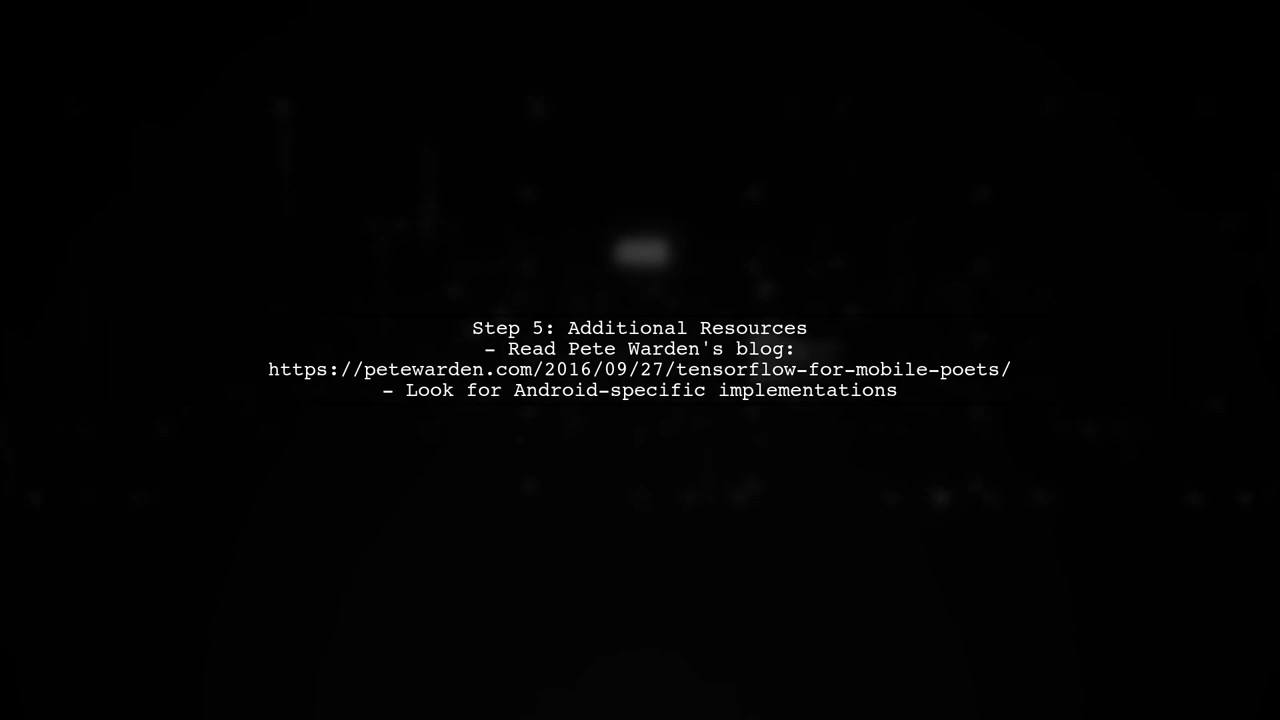 Step 5: Additional Resources
- Read Pete Warden's blog:
https://petewarden.com/2016/09/27/tensorflow-for-mobile-poets/
- Look for Android-specific implementations